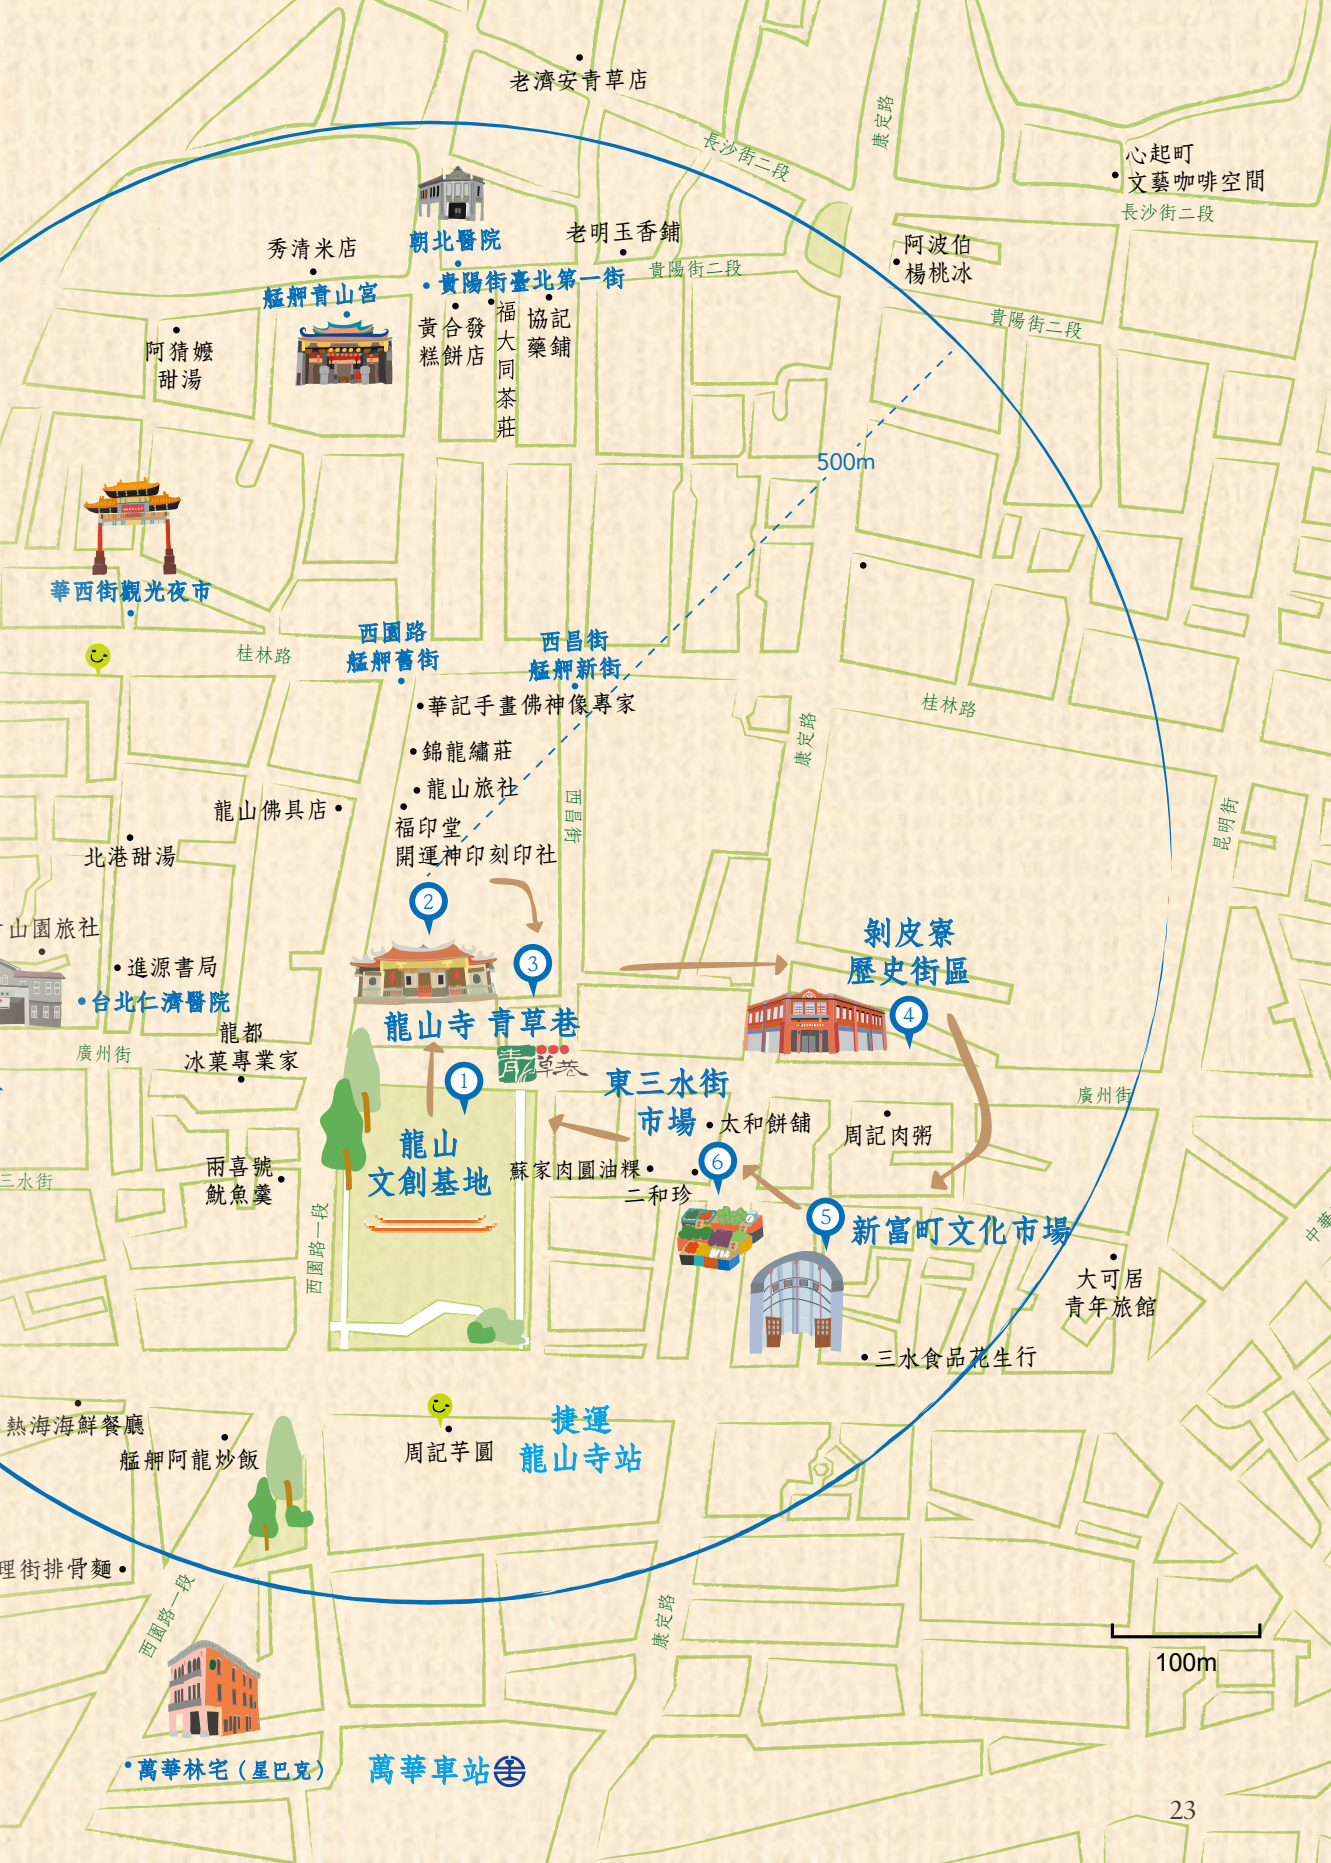 老濟安青草店
康定路
長沙街二段
心起町
文藝咖啡空間
長沙街二段
朝北醫院
老明玉香鋪
秀清米店
阿波伯
楊桃冰
貴陽街二段
貴陽街臺北第一街
艋舺青山宮
貴陽街二段
黃合發
糕餅店
福大同茶莊
協記
藥鋪
阿猜嬤
甜湯
500m
華西街觀光夜市
桂林路
西園路
艋舺舊街
西昌街
艋舺新街
華記手畫佛神像專家
桂林路
康定路
錦龍繡莊
龍山旅社
龍山佛具店
西昌街
福印堂
開運神印刻印社
昆明街
北港甜湯
2
山園旅社
剝皮寮
歷史街區
3
進源書局
台北仁濟醫院
4
龍山寺
青草巷
龍都
冰菓專業家
廣州街
青草巷
1
東三水街
市場
廣州街
太和餅舖
周記肉粥
龍山
文創基地
6
蘇家肉圓油粿
二和珍
兩喜號
魷魚羹
三水街
5
新富町文化市場
西園路一段
中華
大可居
青年旅館
三水食品花生行
熱海海鮮餐廳
艋舺阿龍炒飯
周記芋圓
捷運
龍山寺站
理街排骨麵
西園路一段
康定路
100m
萬華林宅（星巴克）
萬華車站
23